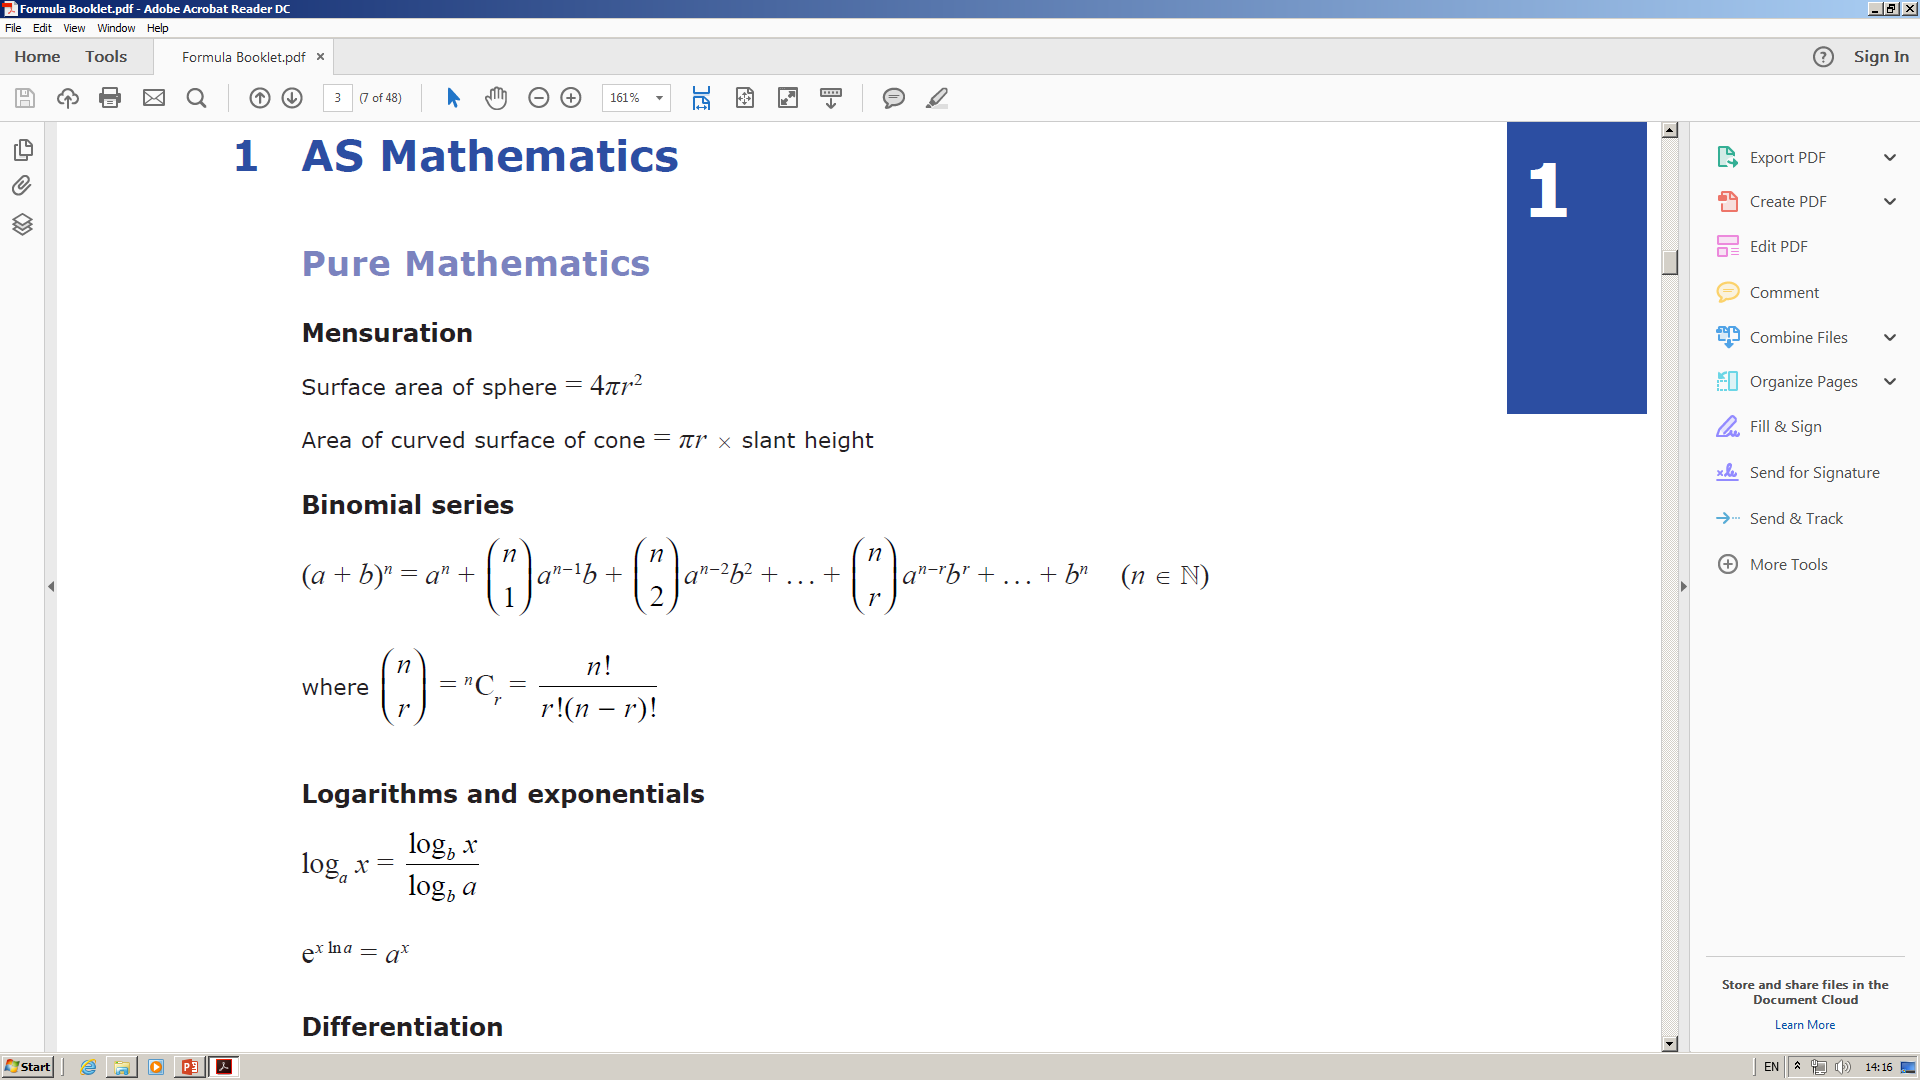 Formula Booklet.pdf - Adobe Acrobat Reader DC
File Edit View Window Help
Home Tools Formula Booklet.pdf × Sign In
3 (7 of 48) 161%
1 AS Mathematics
1
Pure Mathematics
Mensuration
Surface area of sphere = 4πr²
Area of curved surface of cone = πr × slant height
Binomial series
(a + b)ⁿ = aⁿ + (n 1) aⁿ⁻¹b + (n 2) aⁿ⁻²b² + … + (n r) aⁿ⁻ʳbʳ + … + bⁿ (n ∈ ℕ)
where (n r) = ⁿCᵣ = n! / r!(n − r)!
Logarithms and exponentials
logₐ x = log_b x / log_b a
e^(x ln a) = aˣ
Differentiation
Export PDF
Create PDF
Edit PDF
Comment
Combine Files
Organize Pages
Fill & Sign
Send for Signature
Send & Track
More Tools
Store and share files in the
Document Cloud
Learn More
Start EN 14:16